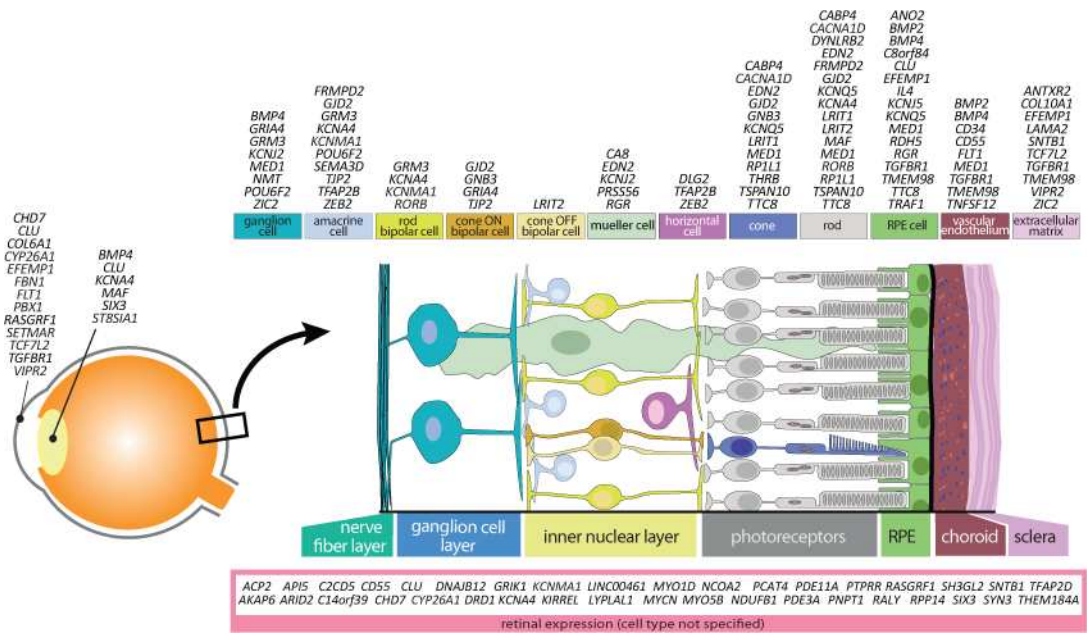 CHD7
CLU
COL6A1
CYP26A1
EFEMP1
FBN1
FLT1
PBX1
RASGRF1
SETMAR
TCF7L2
TGFBR1
VIPR2
BMP4
CLU
KCNA4
MAF
SIX3
ST8SIA1
BMP4
GRIA4
GRM3
KCNJ2
MED1
NMT
POU6F2
ZIC2
ganglion
cell
FRMPD2
GJD2
GRM3
KCNA4
KCNMA1
POU6F2
SEMA3D
TJP2
TFAP2B
ZEB2
amacrine
cell
GRM3
KCNA4
KCNMA1
RORB
rod
bipolar cell
GJD2
GNB3
GRIA4
TJP2
cone ON
bipolar cell
LRIT2
cone OFF
bipolar cell
CA8
EDN2
KCNJ2
PRSS56
RGR
mueller cell
DLG2
TFAP2B
ZEB2
horizontal
cell
CABP4
CACNA1D
EDN2
GJD2
GNB3
KCNQ5
LRIT1
MED1
RP1L1
THRB
TSPAN10
TTC8
cone
CABP4
CACNA1D
DYNLRB2
EDN2
FRMPD2
GJD2
KCNQ5
KCNA4
LRIT1
LRIT2
MAF
MED1
RORB
RP1L1
TSPAN10
TTC8
rod
ANO2
BMP2
BMP4
C8orf84
CLU
EFEMP1
IL4
KCNJ5
KCNQ5
MED1
RDH5
RGR
TGFBR1
TMEM98
TTC8
TRAF1
RPE cell
BMP2
BMP4
CD34
CD55
FLT1
MED1
TGFBR1
TMEM98
TNFSF12
vascular
endothelium
ANTXR2
COL10A1
EFEMP1
LAMA2
SNTB1
TCF7L2
TGFBR1
TMEM98
VIPR2
ZIC2
extracellular
matrix
nerve
fiber layer
ganglion cell
layer
inner nuclear layer
photoreceptors
RPE
choroid
sclera
ACP2 API5 C2CD5 CD55 CLU DNAJB12 GRIK1 KCNMA1 LINC00461 MYO1D NCOA2 PCAT4 PDE11A PTPRR RASGRF1 SH3GL2 SNTB1 TFAP2D
AKAP6 ARID2 C14orf39 CHD7 CYP26A1 DRD1 KCNA4 KIRREL LYPLAL1 MYCN MYO5B NDUFB1 PDE3A PNPT1 RALY RPP14 SIX3 SYN3 THEM184A
retinal expression (cell type not specified)